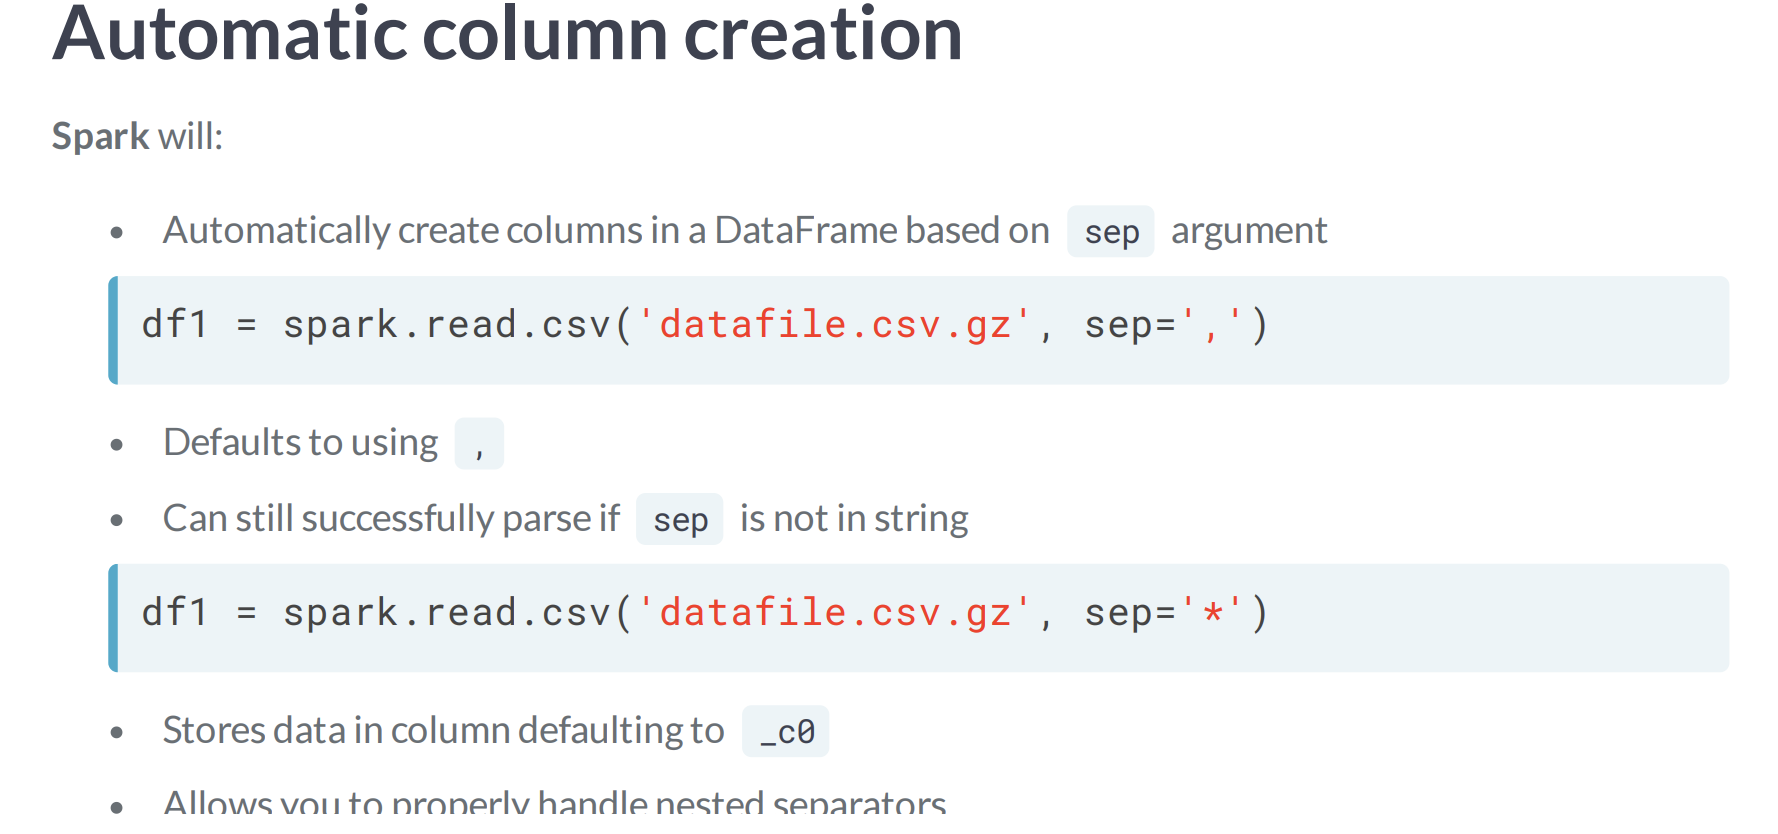 Automatic column creation
Spark will:
• Automatically create columns in a DataFrame based on sep argument
df1 = spark.read.csv('datafile.csv.gz', sep=',')
• Defaults to using ,
• Can still successfully parse if sep is not in string
df1 = spark.read.csv('datafile.csv.gz', sep='*')
• Stores data in column defaulting to _c0
• Allows you to properly handle nested separators